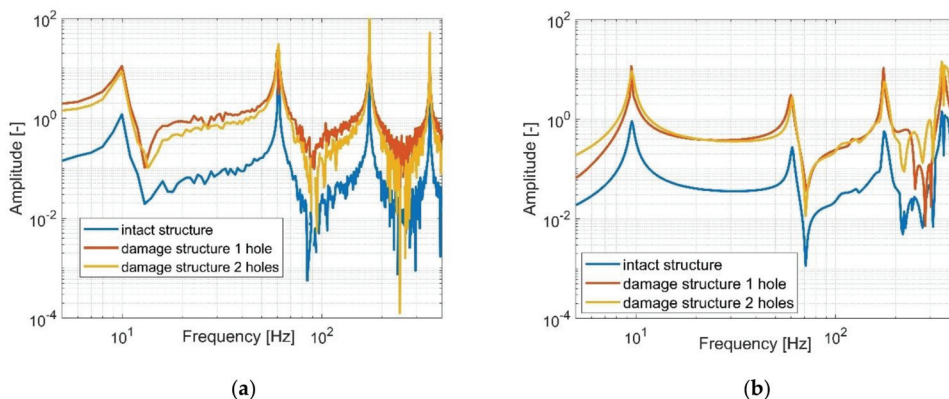 10^2
10^0
10^-2
10^-4
Amplitude [-]
intact structure
damage structure 1 hole
damage structure 2 holes
10^1
Frequency [Hz]
10^2
(a)
10^2
10^0
10^-2
10^-4
Amplitude [-]
intact structure
damage structure 1 hole
damage structure 2 holes
10^1
Frequency [Hz]
10^2
(b)